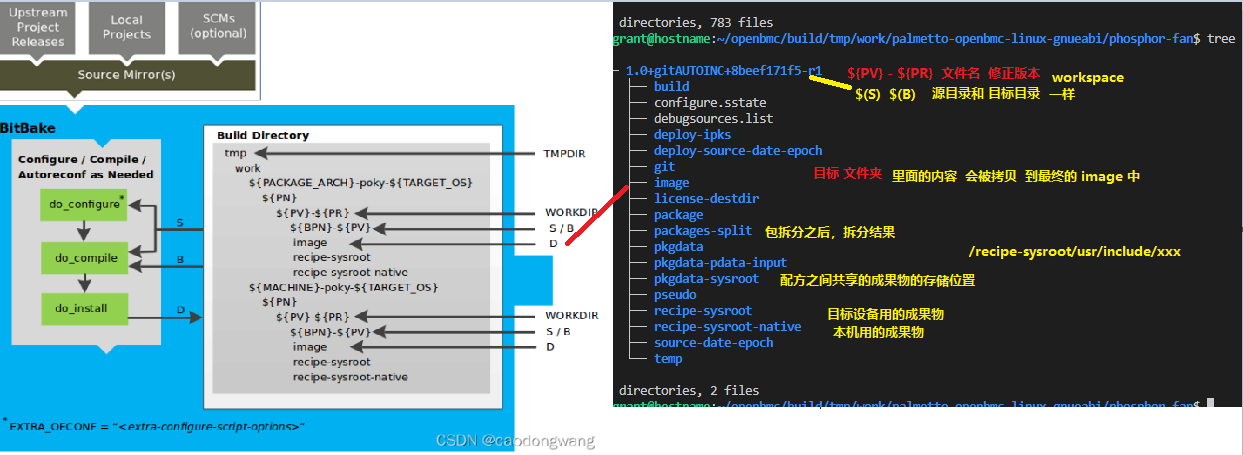 Upstream
Project
Releases
Local
Projects
SCMs
(optional)
Source Mirror(s)
BitBake
Configure / Compile /
Autoreconf as Needed
do_configure*
do_compile
do_install
S
B
D
Build Directory
tmp
work
${PACKAGE_ARCH}-poky-${TARGET_OS}
${PN}
${PV}-${PR}
${BPN}-${PV}
image
recipe-sysroot
recipe-sysroot-native
${MACHINE}-poky-${TARGET_OS}
${PN}
${PV}-${PR}
${BPN}-${PV}
image
recipe-sysroot
recipe-sysroot-native
TMPDIR
WORKDIR
S / B
D
WORKDIR
S / B
D
* EXTRA_OECONF = "<extra-configure-script-options>"
CSDN @caodongwang
directories, 783 files
grant@hostname:~/openbmc/build/tmp/work/palmetto-openbmc-linux-gnueabi/phosphor-fan$ tree
.
1.0+gitAUTOINC+8beef171f5-r1
${PV} - ${PR} 文件名 修正版本 workspace
build
$(S) $(B) 源目录和 目标目录 一样
configure.sstate
debugsources.list
deploy-ipks
deploy-source-date-epoch
git
image
目标 文件夹 里面的内容 会被拷贝 到最终的 image 中
license-destdir
package
packages-split 包拆分之后，拆分结果
pkgdata
/recipe-sysroot/usr/include/xxx
pkgdata-pdata-input
pkgdata-sysroot 配方之间共享的成果物的存储位置
pseudo
recipe-sysroot 目标设备用的成果物
recipe-sysroot-native 本机用的成果物
source-date-epoch
temp
directories, 2 files
grant@hostname:~/openbmc/build/tmp/work/palmetto-openbmc-linux-gnueabi/phosphor-fan$